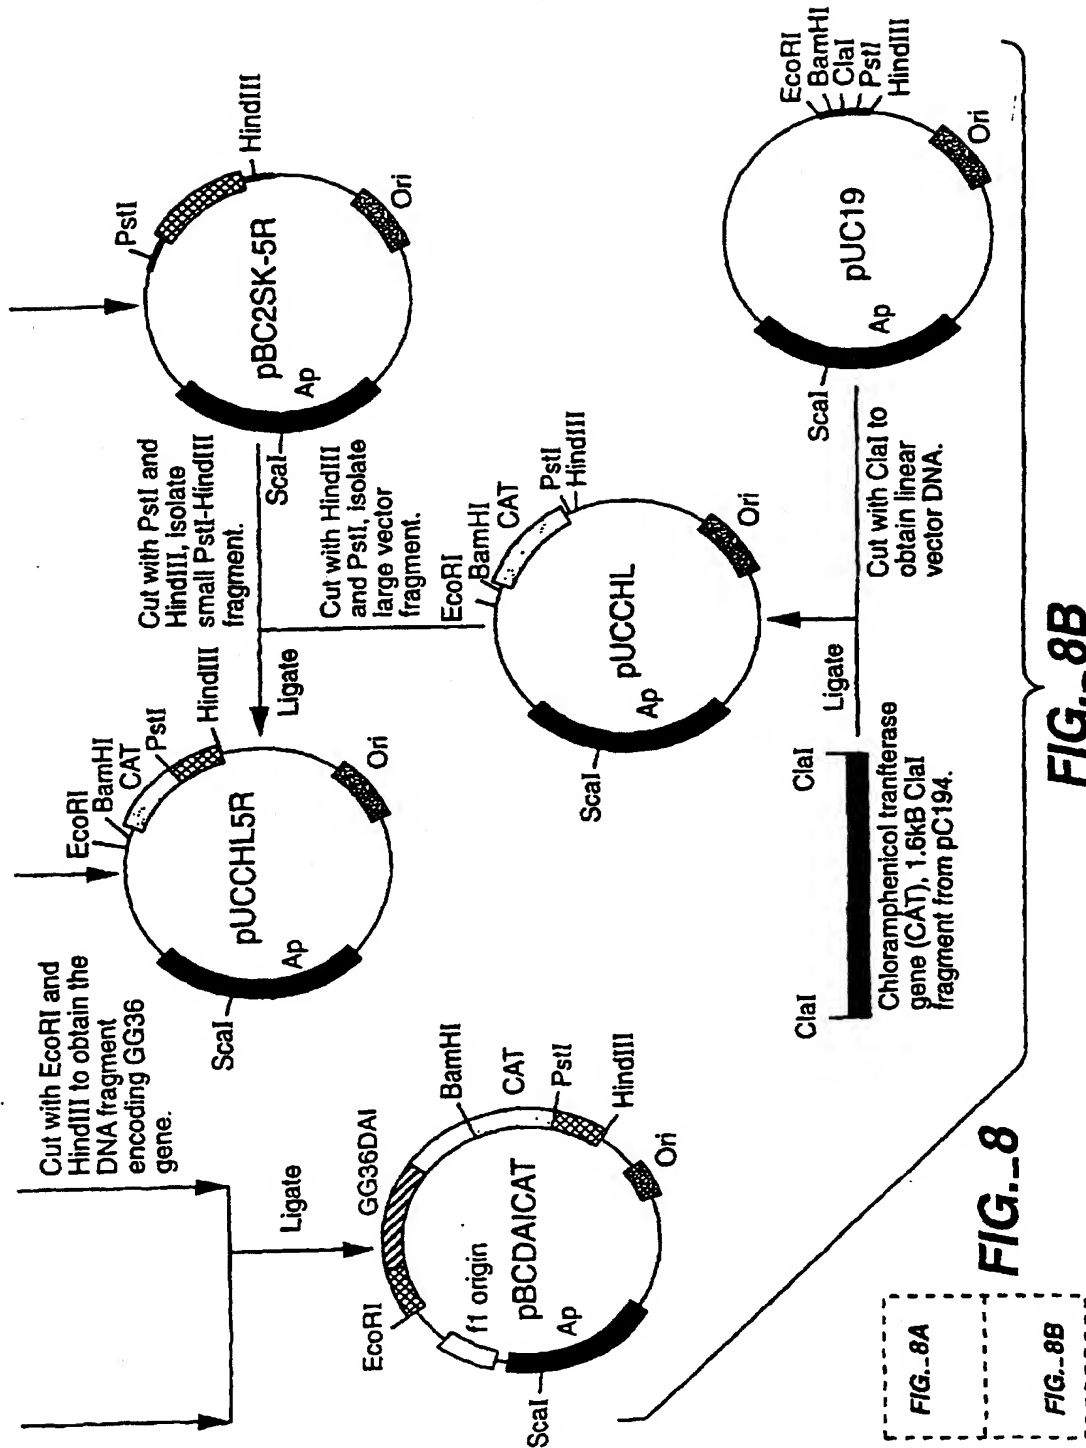 Cut with EcoRI and
HindIII to obtain the
DNA fragment
encoding GG36
gene.
Ligate
EcoRI
GG36DAI
f1 origin
BamHI
CAT
PstI
HindIII
pBCDAICAT
Ap
ScaI
Ori
EcoRI
BamHI
CAT
PstI
HindIII
pUCCHL5R
Ap
ScaI
Ori
Ligate
Cut with PstI and
HindIII, isolate
small PstI-HindIII
fragment.
Cut with HindIII
and PstI, isolate
large vector
fragment.
PstI
HindIII
pBC2SK-5R
Ap
ScaI
Ori
EcoRI
BamHI
CAT
PstI
HindIII
pUCCHL
Ap
ScaI
Ori
ClaI
ClaI
Chloramphenicol tranfterase
gene (CAT), 1.6kB ClaI
fragment from pC194.
Ligate
Cut with ClaI to
obtain linear
vector DNA.
EcoRI
BamHI
ClaI
PstI
HindIII
pUC19
Ap
ScaI
Ori
FIG._8B
FIG._8A
FIG._8B
FIG._8